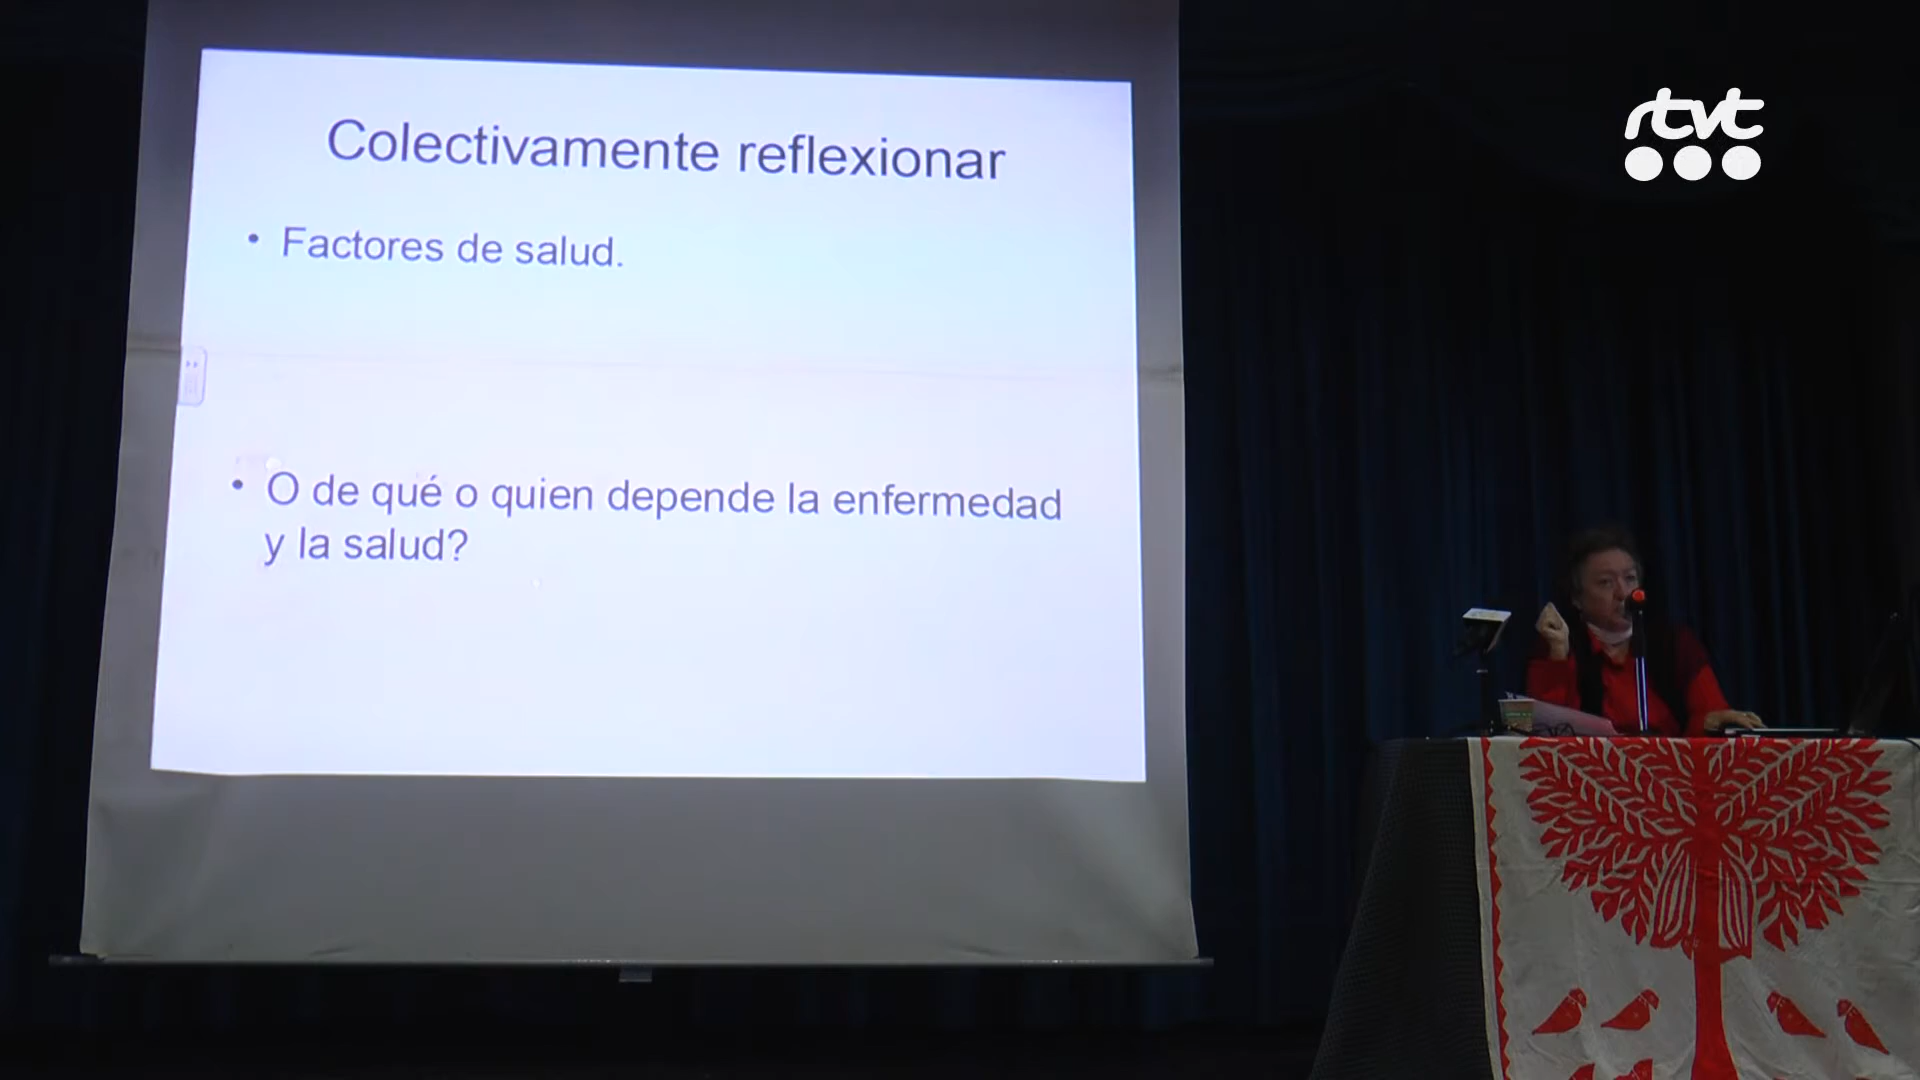 rtvt
Colectivamente reflexionar
• Factores de salud.
• O de qué o quien depende la enfermedad
y la salud?